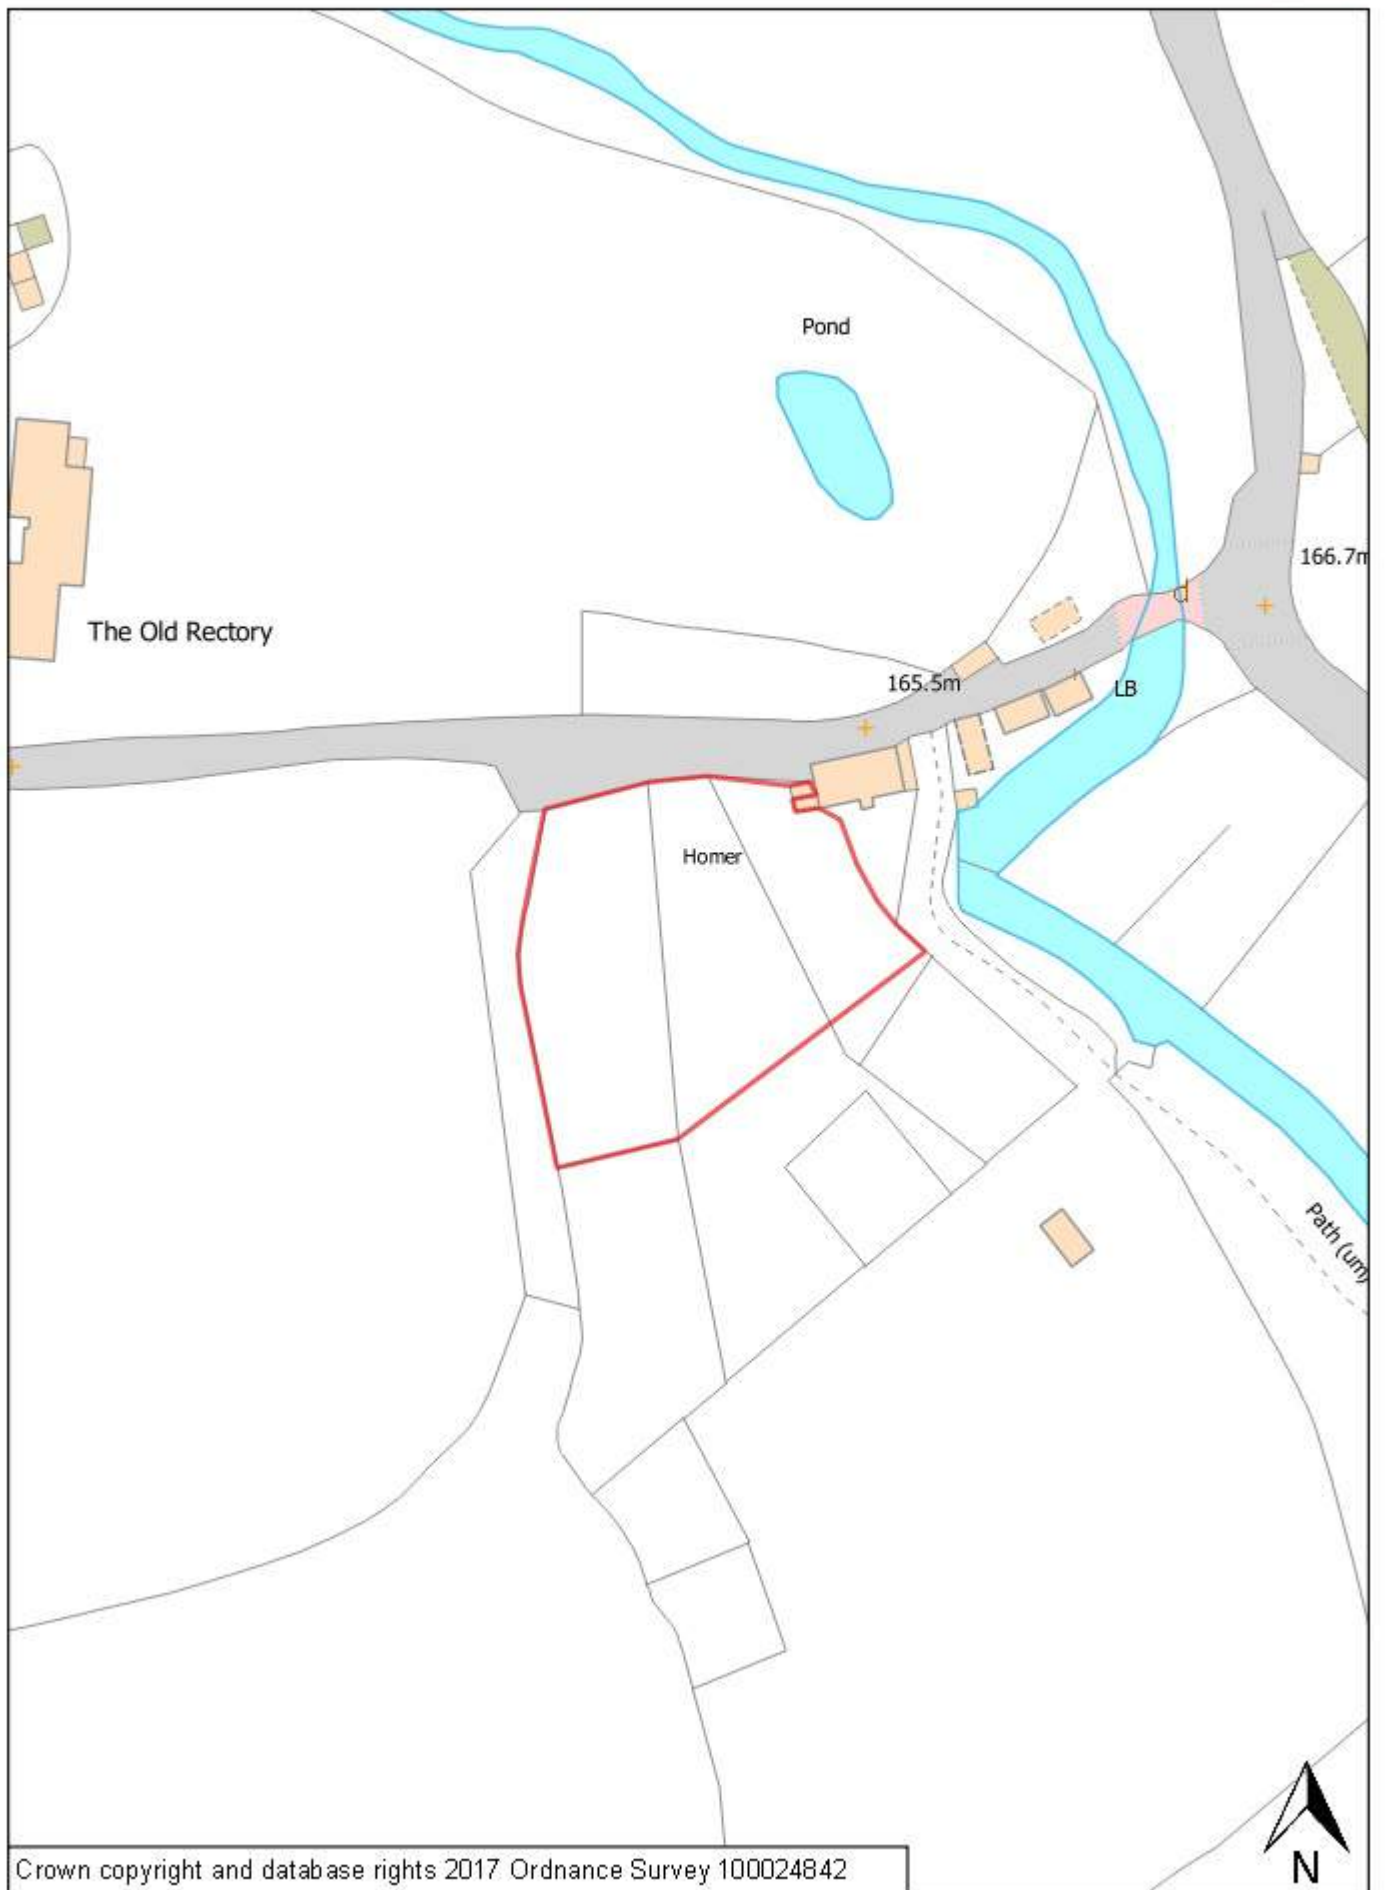 Pond
166.7m
The Old Rectory
165.5m
LB
Homer
Path (um)
N
Crown copyright and database rights 2017 Ordnance Survey 100024842